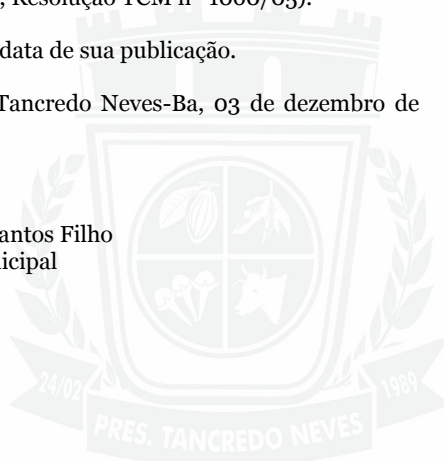 , Resolução TCM nº 1060/05).
data de sua publicação.
Tancredo Neves-Ba, 03 de dezembro de
antos Filho
icipal
24/02
1989
PRES. TANCREDO NEVES